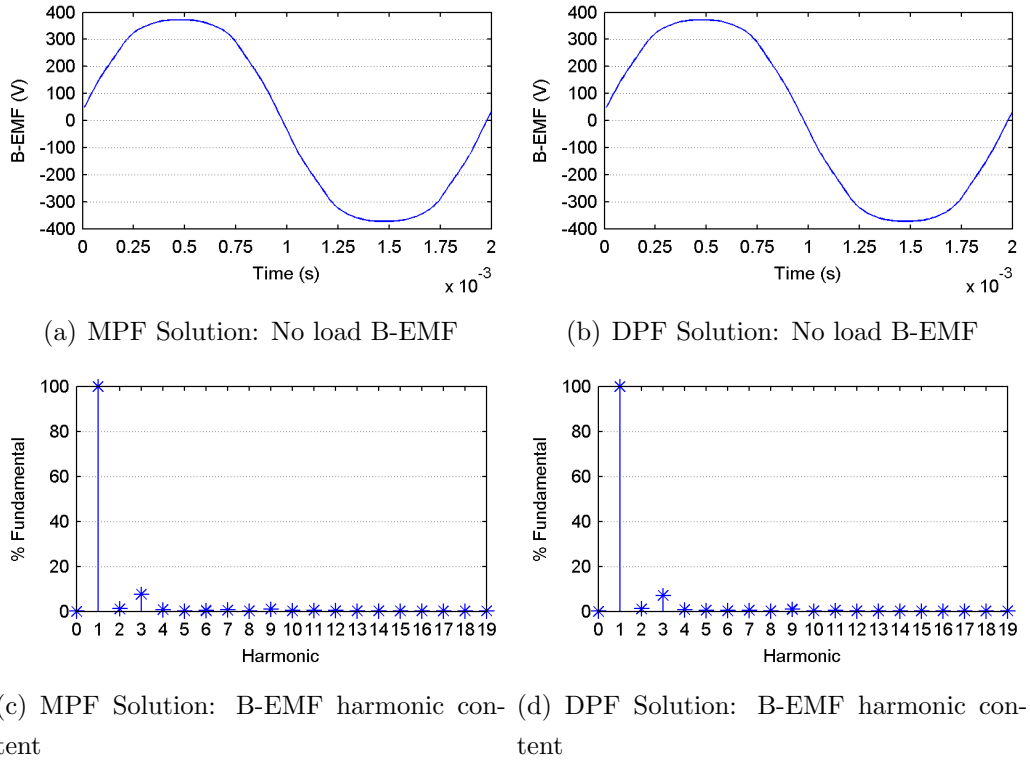 400
300
200
100
0
-100
-200
-300
-400
B-EMF (V)
0 0.25 0.5 0.75 1 1.25 1.5 1.75 2
Time (s)
x 10-3
(a) MPF Solution: No load B-EMF
400
300
200
100
0
-100
-200
-300
-400
B-EMF (V)
0 0.25 0.5 0.75 1 1.25 1.5 1.75 2
Time (s)
x 10-3
(b) DPF Solution: No load B-EMF
100
80
60
40
20
0
% Fundamental
0 1 2 3 4 5 6 7 8 9 10 11 12 13 14 15 16 17 18 19
Harmonic
(c) MPF Solution: B-EMF harmonic con-
tent
100
80
60
40
20
0
% Fundamental
0 1 2 3 4 5 6 7 8 9 10 11 12 13 14 15 16 17 18 19
Harmonic
(d) DPF Solution: B-EMF harmonic con-
tent